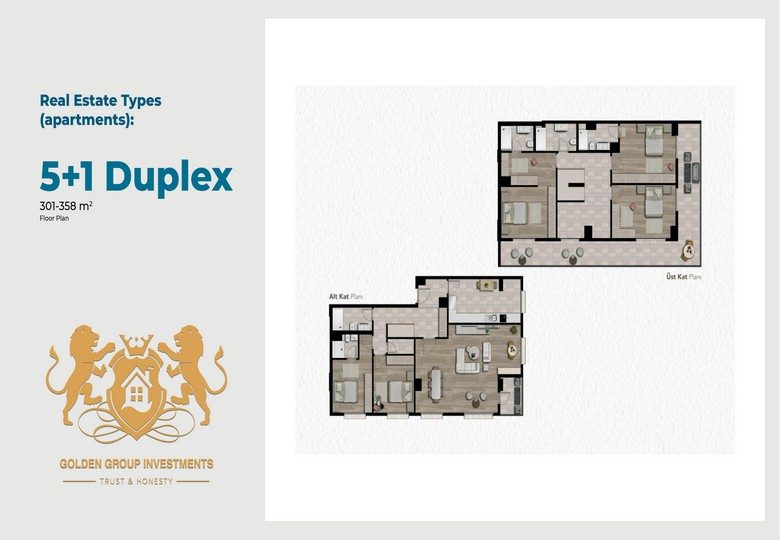 Real Estate Types
(apartments):
5+1 Duplex
301-358 m²
Floor Plan
Üst Kat Planı
Alt Kat Planı
GOLDEN GROUP INVESTMENTS
TRUST & HONESTY